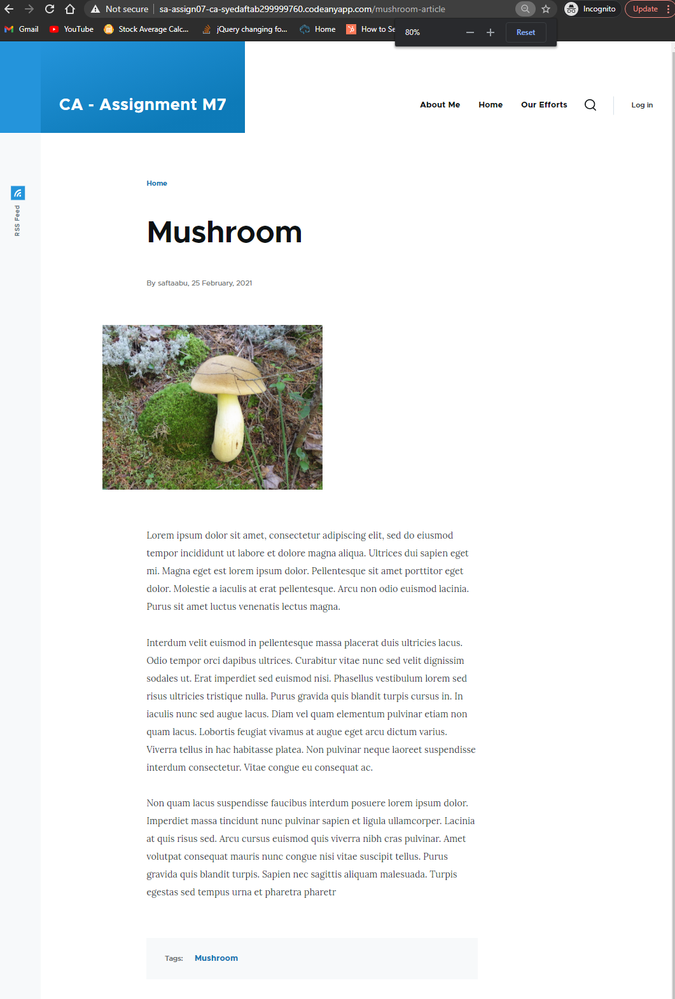 Not secure
sa-assign07-ca-syedaftab299999760.codeanyapp.com/mushroom-article
Incognito
Update
Gmail
YouTube
Stock Average Calc...
jQuery changing fo...
Home
How to Se
80%
Reset
CA - Assignment M7
About Me
Home
Our Efforts
Log in
RSS Feed
Home
Mushroom
By saftaabu, 25 February, 2021
Lorem ipsum dolor sit amet, consectetur adipiscing elit, sed do eiusmod
tempor incididunt ut labore et dolore magna aliqua. Ultrices dui sapien eget
mi. Magna eget est lorem ipsum dolor. Pellentesque sit amet porttitor eget
dolor. Molestie a iaculis at erat pellentesque. Arcu non odio euismod lacinia.
Purus sit amet luctus venenatis lectus magna.
Interdum velit euismod in pellentesque massa placerat duis ultricies lacus.
Odio tempor orci dapibus ultrices. Curabitur vitae nunc sed velit dignissim
sodales ut. Erat imperdiet sed euismod nisi. Phasellus vestibulum lorem sed
risus ultricies tristique nulla. Purus gravida quis blandit turpis cursus in. In
iaculis nunc sed augue lacus. Diam vel quam elementum pulvinar etiam non
quam lacus. Lobortis feugiat vivamus at augue eget arcu dictum varius.
Viverra tellus in hac habitasse platea. Non pulvinar neque laoreet suspendisse
interdum consectetur. Vitae congue eu consequat ac.
Non quam lacus suspendisse faucibus interdum posuere lorem ipsum dolor.
Imperdiet massa tincidunt nunc pulvinar sapien et ligula ullamcorper. Lacinia
at quis risus sed. Arcu cursus euismod quis viverra nibh cras pulvinar. Amet
volutpat consequat mauris nunc congue nisi vitae suscipit tellus. Purus
gravida quis blandit turpis. Sapien nec sagittis aliquam malesuada. Turpis
egestas sed tempus urna et pharetra pharetr
Tags: Mushroom